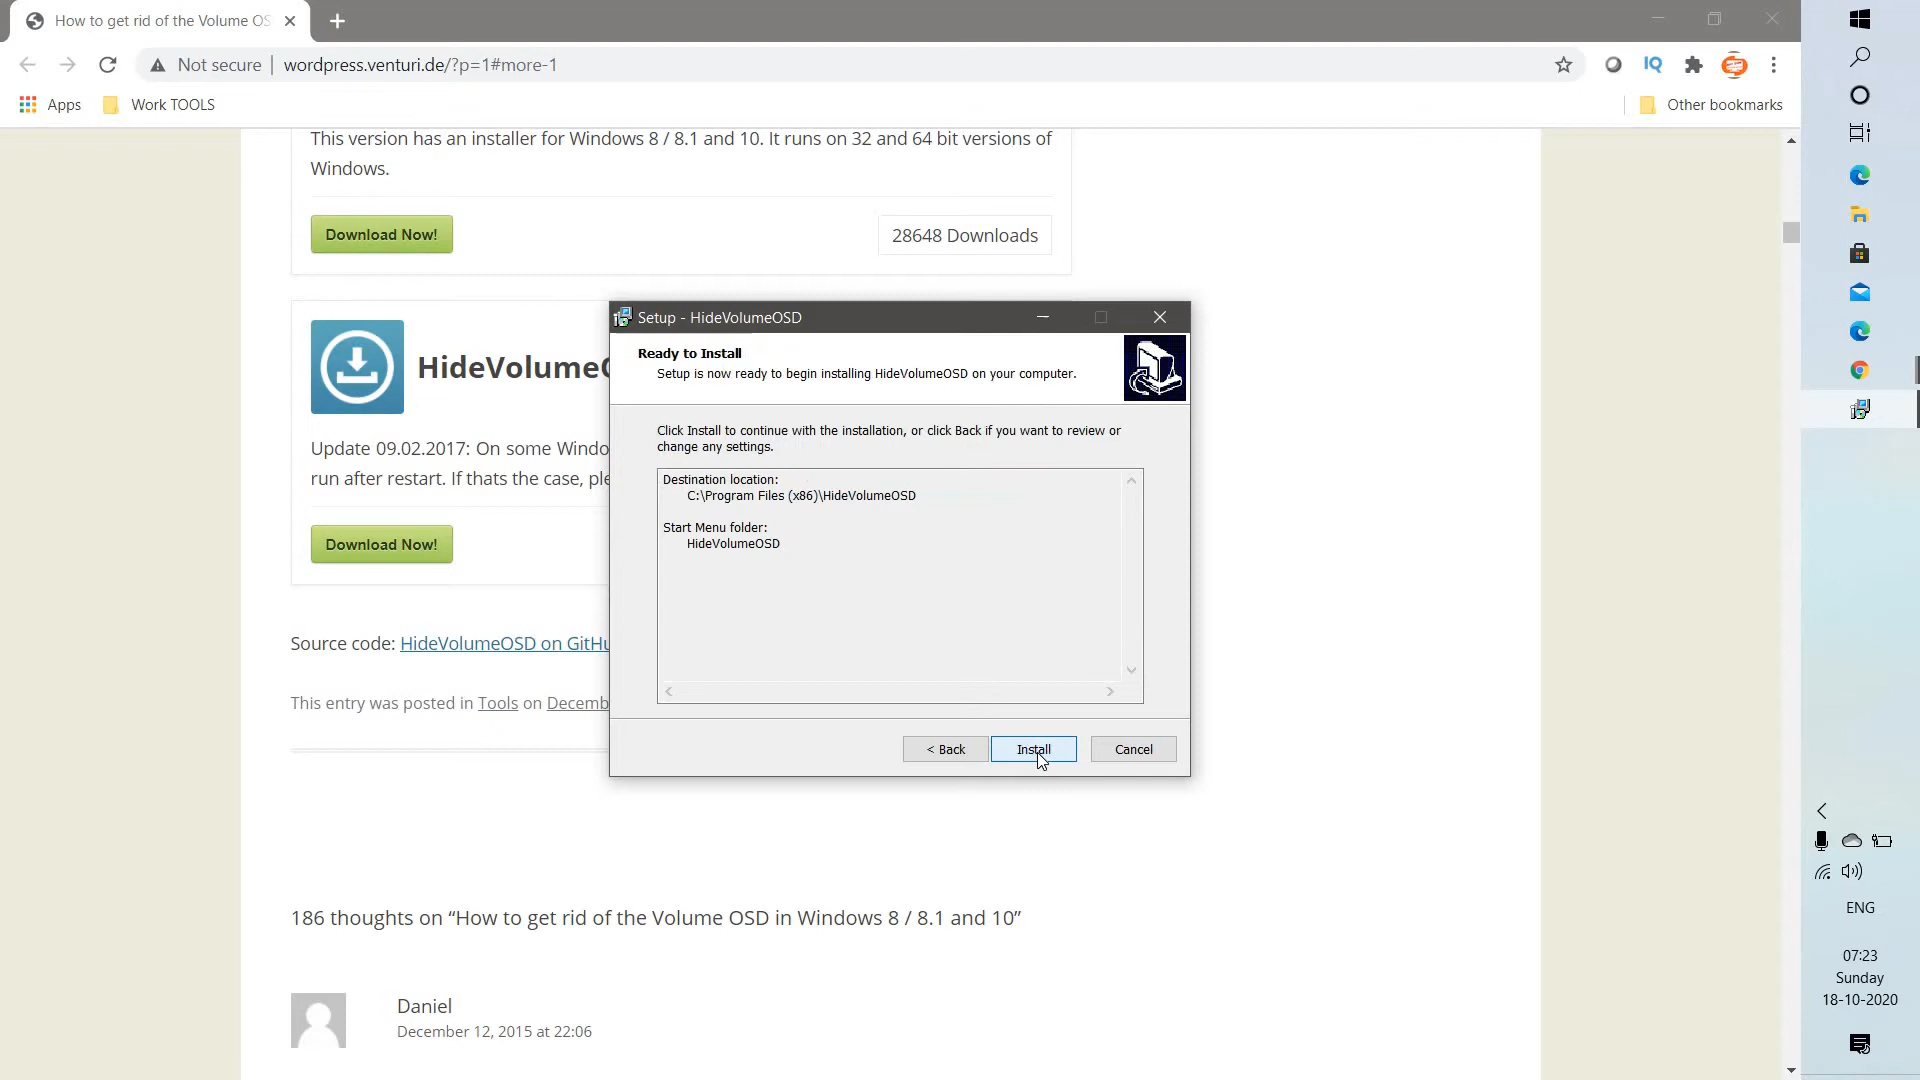 How to get rid of the Volume OS
Not secure
wordpress.venturi.de/?p=1#more-1
IQ
Apps
Work TOOLS
Other bookmarks
This version has an installer for Windows 8 / 8.1 and 10. It runs on 32 and 64 bit versions of
Windows.
Download Now!
28648 Downloads
HideVolumeO
Update 09.02.2017: On some Windo
run after restart. If thats the case, ple
Download Now!
Source code: HideVolumeOSD on GitHu
This entry was posted in Tools on Decemb
Setup - HideVolumeOSD
Ready to Install
Setup is now ready to begin installing HideVolumeOSD on your computer.
Click Install to continue with the installation, or click Back if you want to review or
change any settings.
Destination location:
C:\Program Files (x86)\HideVolumeOSD
Start Menu folder:
HideVolumeOSD
< Back
Install
Cancel
186 thoughts on “How to get rid of the Volume OSD in Windows 8 / 8.1 and 10”
Daniel
December 12, 2015 at 22:06
ENG
07:23
Sunday
18-10-2020